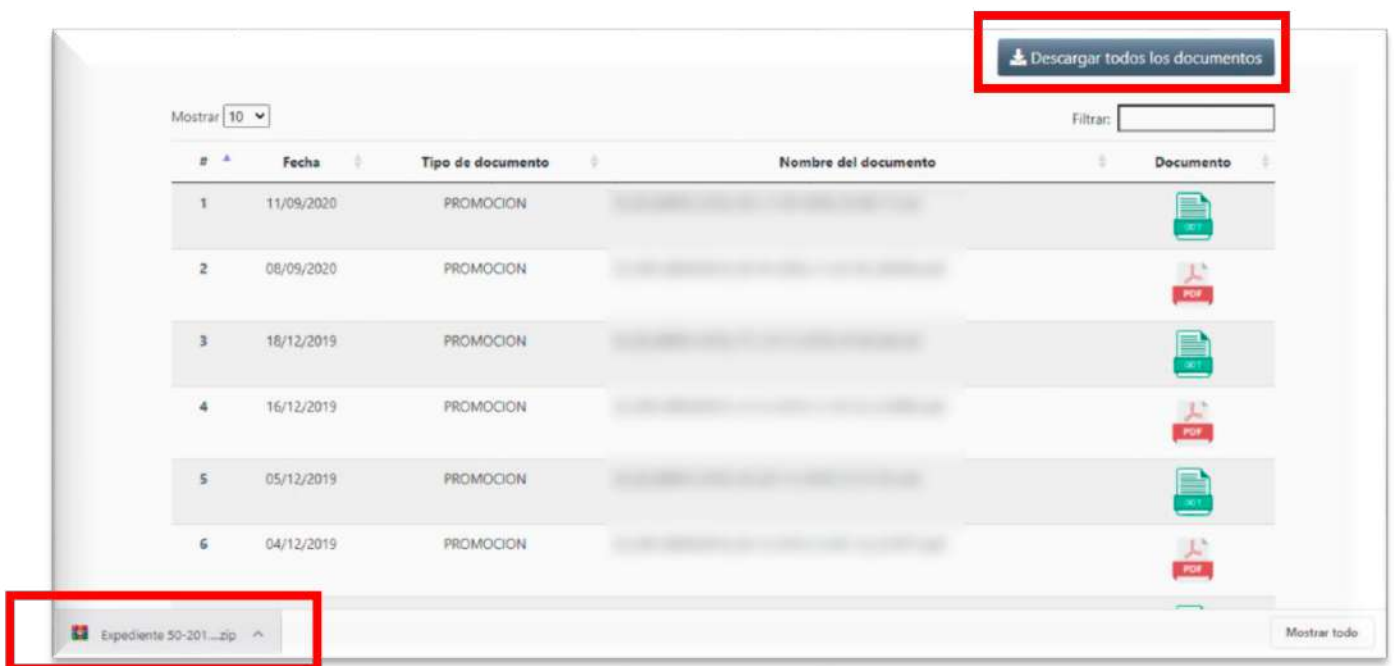 Descargar todos los documentos
Mostrar 10
Filtrar:
# Fecha Tipo de documento Nombre del documento Documento
1 11/09/2020 PROMOCION
2 08/09/2020 PROMOCION
PDF
3 18/12/2019 PROMOCION
4 16/12/2019 PROMOCION
PDF
5 05/12/2019 PROMOCION
6 04/12/2019 PROMOCION
PDF
Expediente 50-201....zip
Mostrar todo